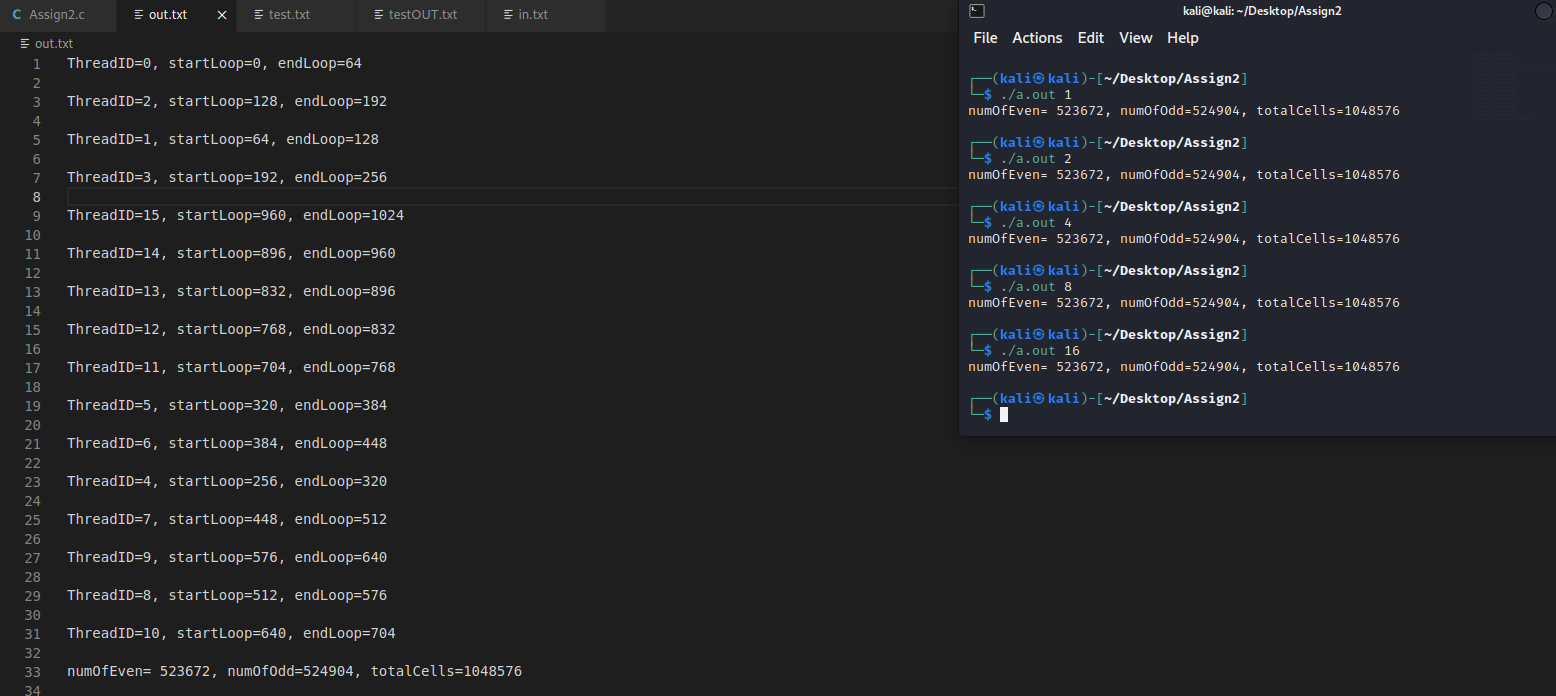 C Assign2.c out.txt × test.txt testOUT.txt in.txt
out.txt
1 ThreadID=0, startLoop=0, endLoop=64
2
3 ThreadID=2, startLoop=128, endLoop=192
4
5 ThreadID=1, startLoop=64, endLoop=128
6
7 ThreadID=3, startLoop=192, endLoop=256
8
9 ThreadID=15, startLoop=960, endLoop=1024
10
11 ThreadID=14, startLoop=896, endLoop=960
12
13 ThreadID=13, startLoop=832, endLoop=896
14
15 ThreadID=12, startLoop=768, endLoop=832
16
17 ThreadID=11, startLoop=704, endLoop=768
18
19 ThreadID=5, startLoop=320, endLoop=384
20
21 ThreadID=6, startLoop=384, endLoop=448
22
23 ThreadID=4, startLoop=256, endLoop=320
24
25 ThreadID=7, startLoop=448, endLoop=512
26
27 ThreadID=9, startLoop=576, endLoop=640
28
29 ThreadID=8, startLoop=512, endLoop=576
30
31 ThreadID=10, startLoop=640, endLoop=704
32
33 numOfEven= 523672, numOfOdd=524904, totalCells=1048576
34
kali@kali: ~/Desktop/Assign2
File Actions Edit View Help
┌──(kali㉿kali)-[~/Desktop/Assign2]
└─$ ./a.out 1
numOfEven= 523672, numOfOdd=524904, totalCells=1048576
┌──(kali㉿kali)-[~/Desktop/Assign2]
└─$ ./a.out 2
numOfEven= 523672, numOfOdd=524904, totalCells=1048576
┌──(kali㉿kali)-[~/Desktop/Assign2]
└─$ ./a.out 4
numOfEven= 523672, numOfOdd=524904, totalCells=1048576
┌──(kali㉿kali)-[~/Desktop/Assign2]
└─$ ./a.out 8
numOfEven= 523672, numOfOdd=524904, totalCells=1048576
┌──(kali㉿kali)-[~/Desktop/Assign2]
└─$ ./a.out 16
numOfEven= 523672, numOfOdd=524904, totalCells=1048576
┌──(kali㉿kali)-[~/Desktop/Assign2]
└─$